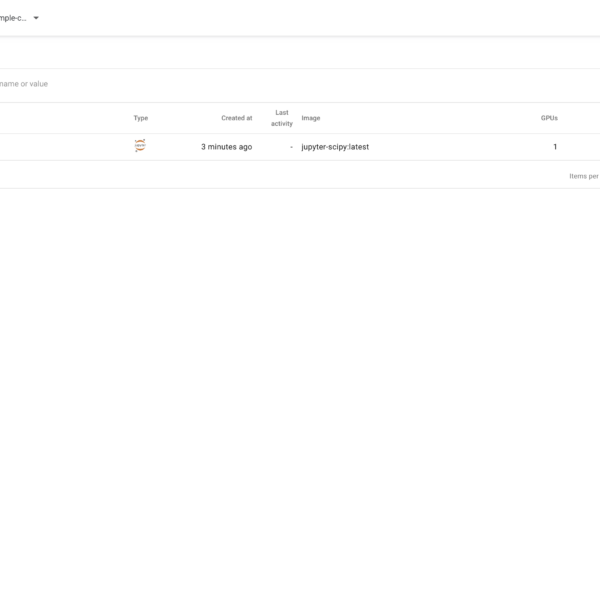 mple-c...
name or value
Type Created at Last activity Image GPUs
3 minutes ago - jupyter-scipy:latest 1
Items per